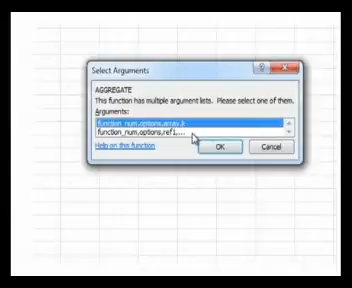 Select Arguments
AGGREGATE
This function has multiple argument lists. Please select one of them.
Arguments:
function_num,options,array,k
function_num,options,ref1,...
Help on this function
OK
Cancel